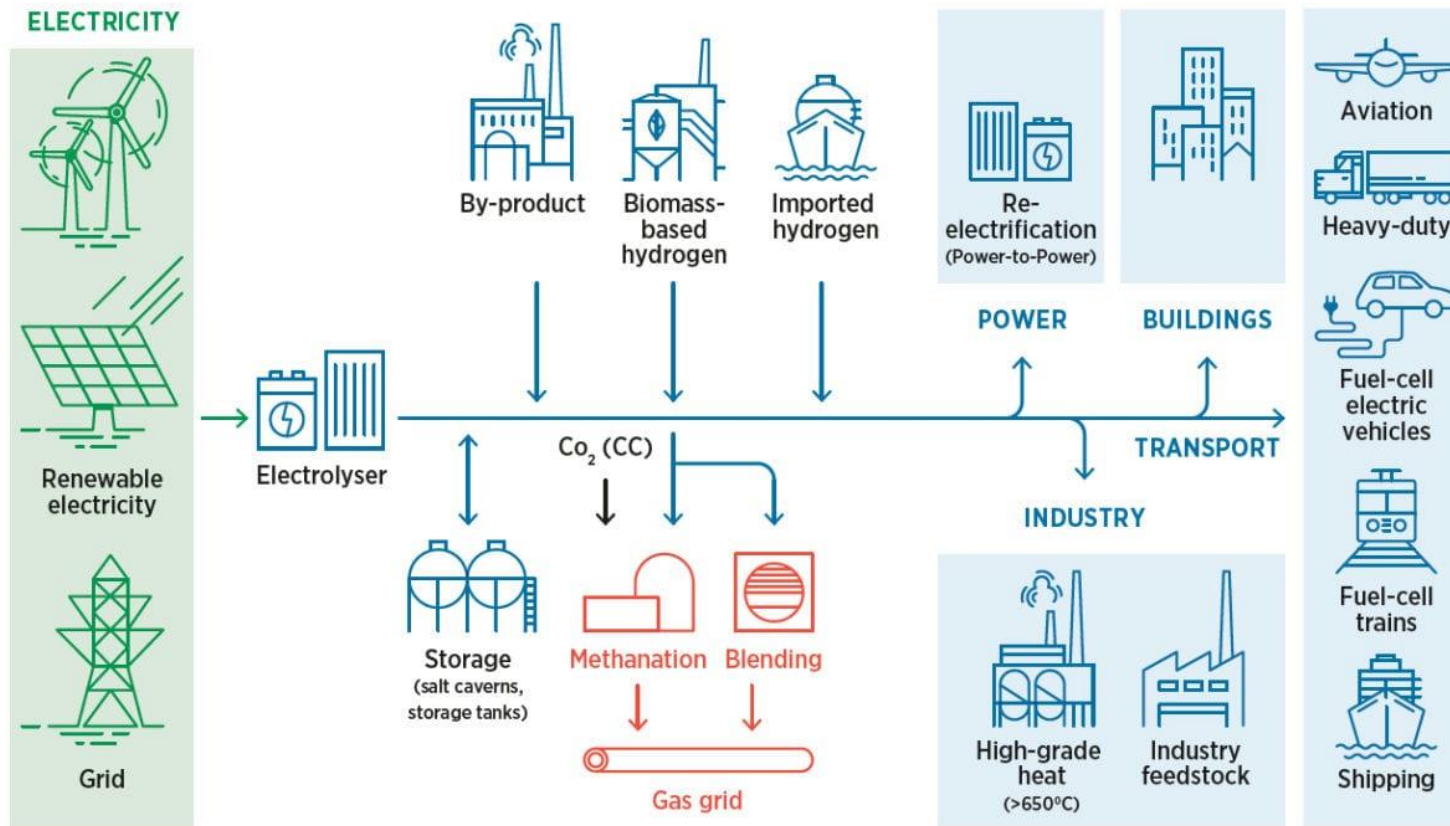 ELECTRICITY
Renewable
electricity
Grid
Electrolyser
By-product
Biomass-
based
hydrogen
Imported
hydrogen
Co₂ (CC)
Storage
(salt caverns,
storage tanks)
Methanation
Blending
Gas grid
Re-
electrification
(Power-to-Power)
POWER
BUILDINGS
TRANSPORT
INDUSTRY
High-grade
heat
(>650ºC)
Industry
feedstock
Aviation
Heavy-duty
Fuel-cell
electric
vehicles
Fuel-cell
trains
Shipping